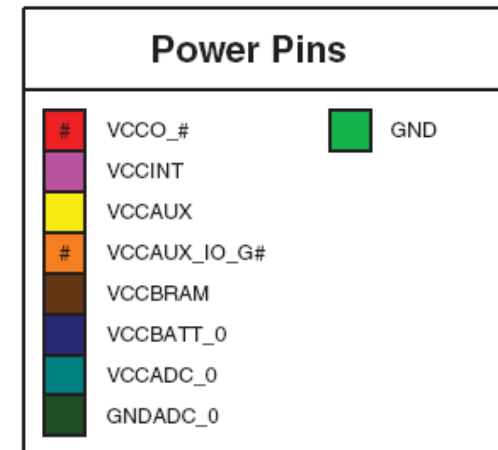 Power Pins
# VCCO_# GND
VCCINT
VCCAUX
# VCCAUX_IO_G#
VCCBRAM
VCCBATT_0
VCCADC_0
GNDADC_0